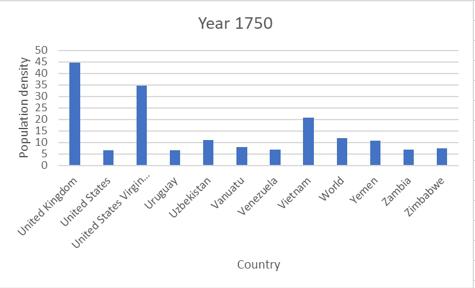 Year 1750
Population density
50
45
40
35
30
25
20
15
10
5
0
United Kingdom
United States
United States Virgin...
Uruguay
Uzbekistan
Vanuatu
Venezuela
Vietnam
World
Yemen
Zambia
Zimbabwe
Country